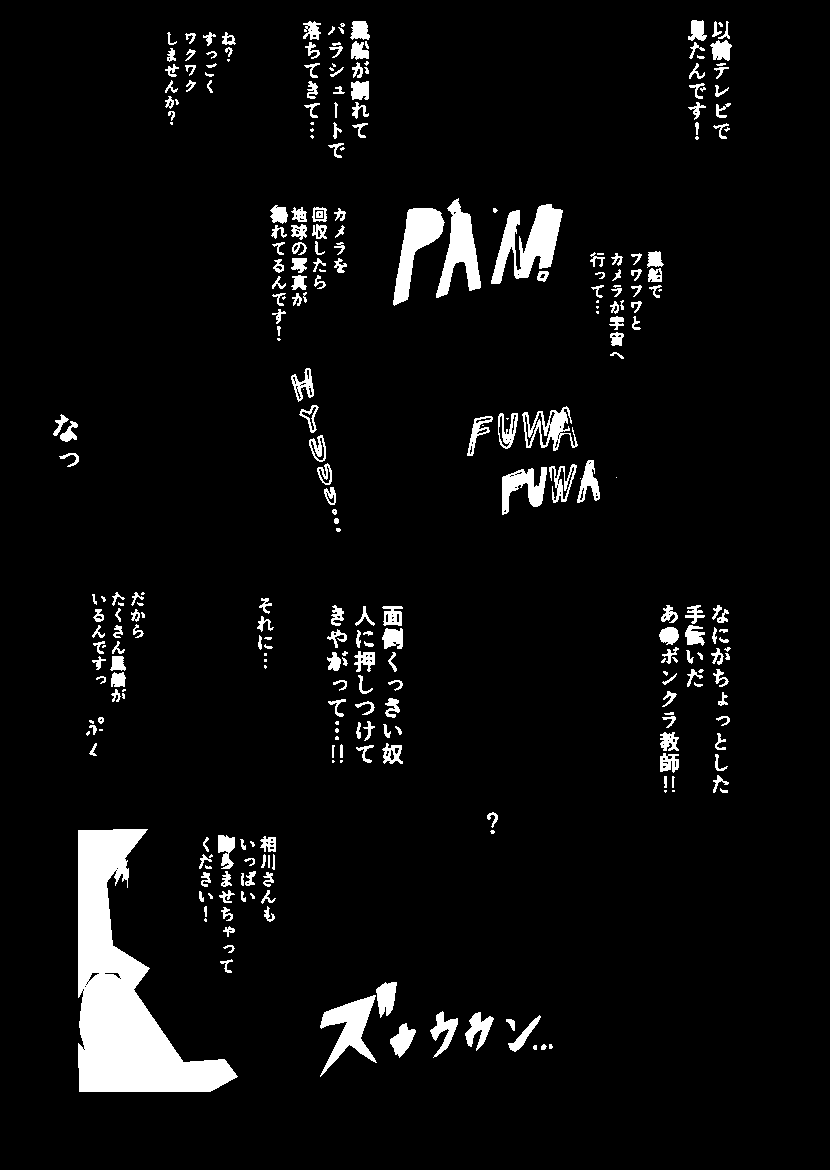 以前テレビで
見たんです！
風船で
フワフワと
カメラが宇宙へ
行って…
FUWA
FUWA
PAM
風船が割れて
パラシュートで
落ちてきて…
カメラを
回収したら
地球の写真が
撮れてるんです！
HYUUU…
ね？
すっごく
ワクワク
しませんか？
なっ
なにがちょっとした
手伝いだ
あのボンクラ教師!!
面倒くっさい奴
人に押しつけて
きやがって…!!
？
それに…
だから
たくさん風船が
いるんですっ
ぷく
相川さんも
いっぱい
膨らませちゃって
ください！
ズゥウウン…